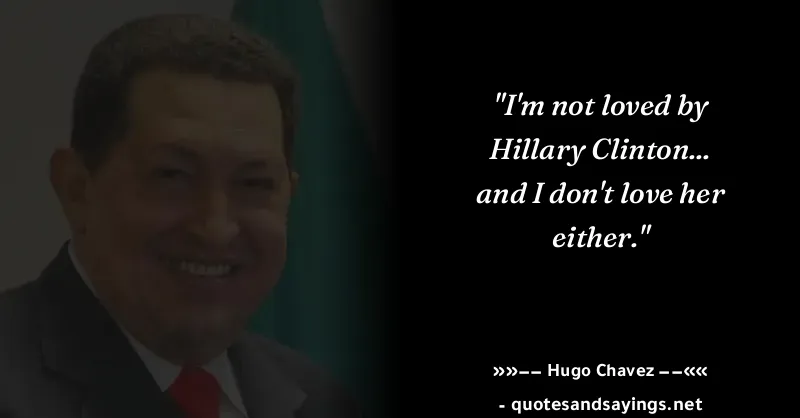 "I'm not loved by
Hillary Clinton...
and I don't love her
either."
»»−− Hugo Chavez −−««
- quotesandsayings.net